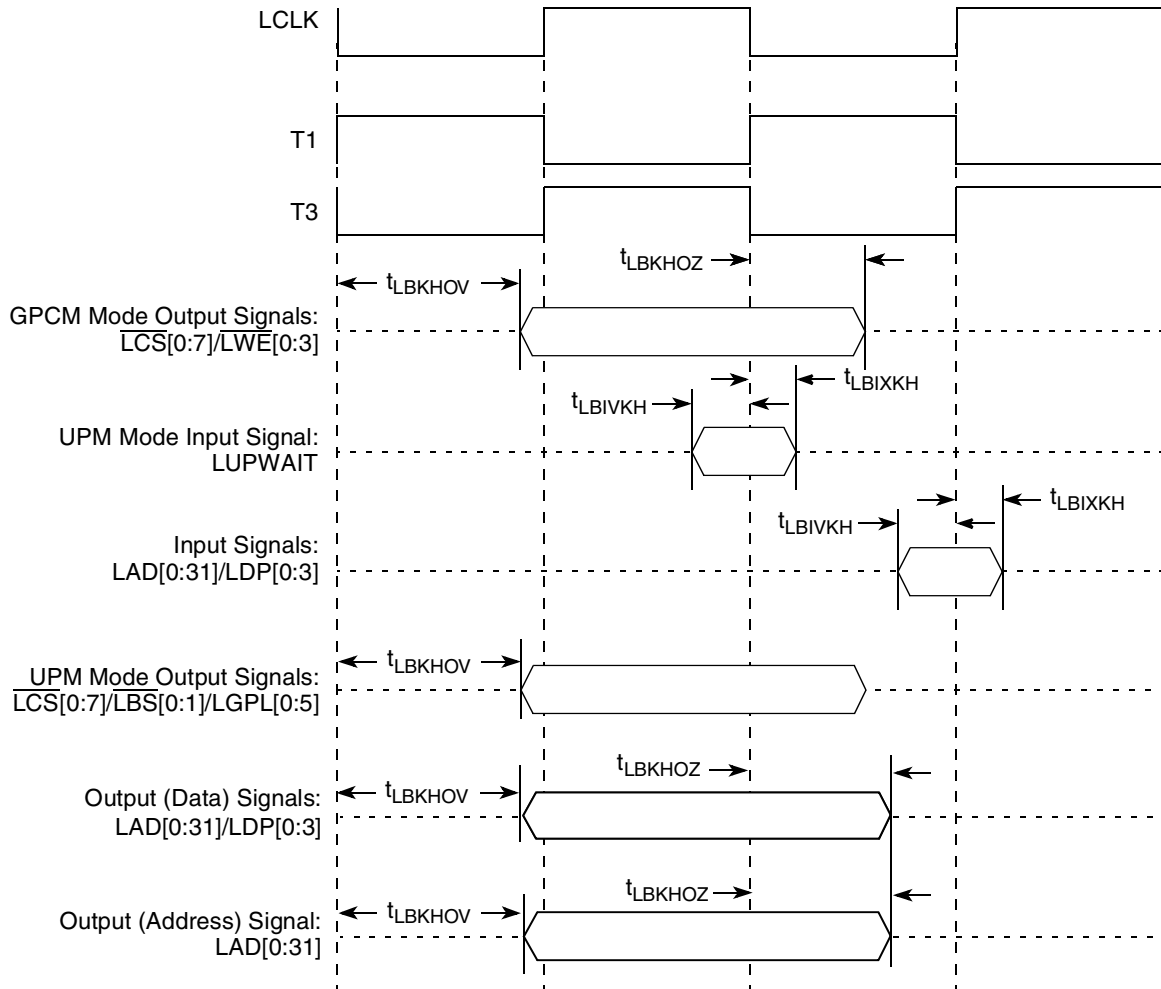 LCLK
T1
T3
tLBKHOZ
tLBKHOV
GPCM Mode Output Signals:
LCS[0:7]/LWE[0:3]
tLBIXKH
tLBIVKH
UPM Mode Input Signal:
LUPWAIT
tLBIXKH
tLBIVKH
Input Signals:
LAD[0:31]/LDP[0:3]
tLBKHOV
UPM Mode Output Signals:
LCS[0:7]/LBS[0:1]/LGPL[0:5]
tLBKHOZ
tLBKHOV
Output (Data) Signals:
LAD[0:31]/LDP[0:3]
tLBKHOZ
tLBKHOV
Output (Address) Signal:
LAD[0:31]